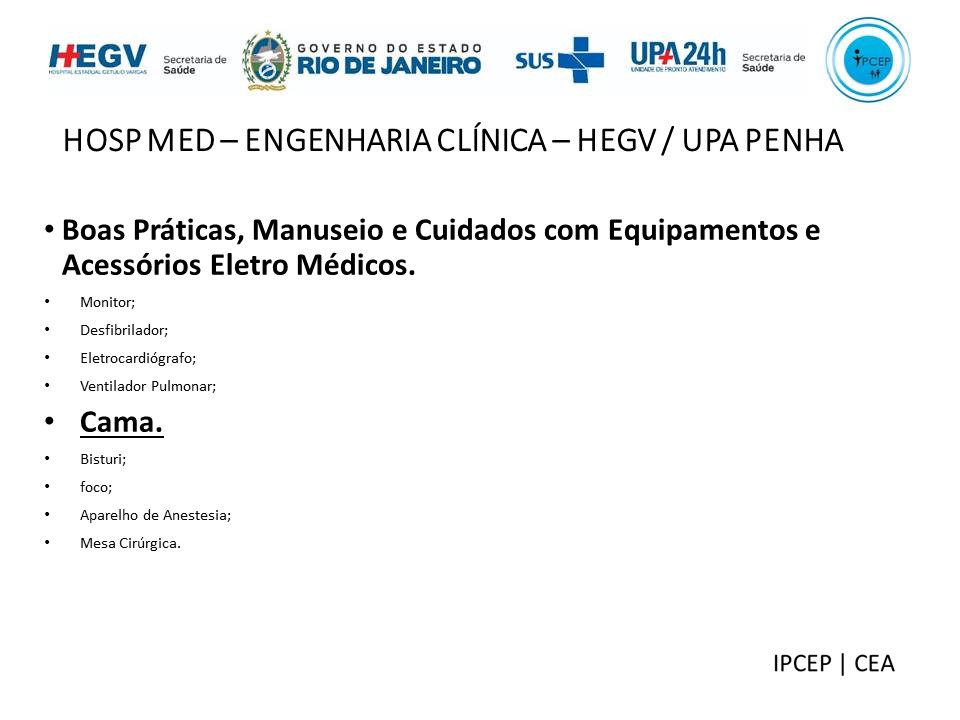 HEGV
HOSPITAL ESTADUAL GETULIO VARGAS
Secretaria de
Saúde
GOVERNO DO ESTADO
RIO DE JANEIRO
SUS
UPA24h
UNIDADE DE PRONTO ATENDIMENTO
Secretaria de
Saúde
IPCEP
HOSP MED – ENGENHARIA CLÍNICA – HEGV / UPA PENHA
• Boas Práticas, Manuseio e Cuidados com Equipamentos e
Acessórios Eletro Médicos.
• Monitor;
• Desfibrilador;
• Eletrocardiógrafo;
• Ventilador Pulmonar;
• Cama.
• Bisturi;
• foco;
• Aparelho de Anestesia;
• Mesa Cirúrgica.
IPCEP | CEA